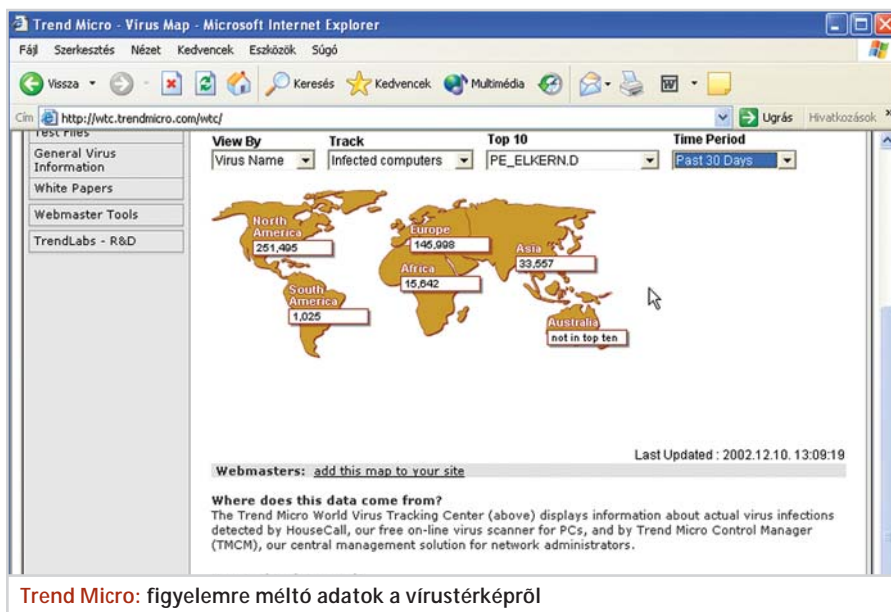 Trend Micro - Virus Map - Microsoft Internet Explorer
Fájl Szerkesztés Nézet Kedvencek Eszközök Súgó
Vissza Keresés Kedvencek Multimédia
Cím http://wtc.trendmicro.com/wtc/ Ugrás Hivatkozások »
Test Files
General Virus
Information
White Papers
Webmaster Tools
TrendLabs - R&D
View By Track Top 10 Time Period
Virus Name Infected computers PE_ELKERN.D Past 30 Days
North
America
251,495
Europe
145,998
Asia
33,557
Africa
15,642
South
America
1,025
Australia
not in top ten
Last Updated : 2002.12.10. 13:09:19
Webmasters: add this map to your site
Where does this data come from?
The Trend Micro World Virus Tracking Center (above) displays information about actual virus infections
detected by HouseCall, our free on-line virus scanner for PCs, and by Trend Micro Control Manager
(TMCM), our central management solution for network administrators.
Trend Micro: figyelemre méltó adatok a vírustérképrõl